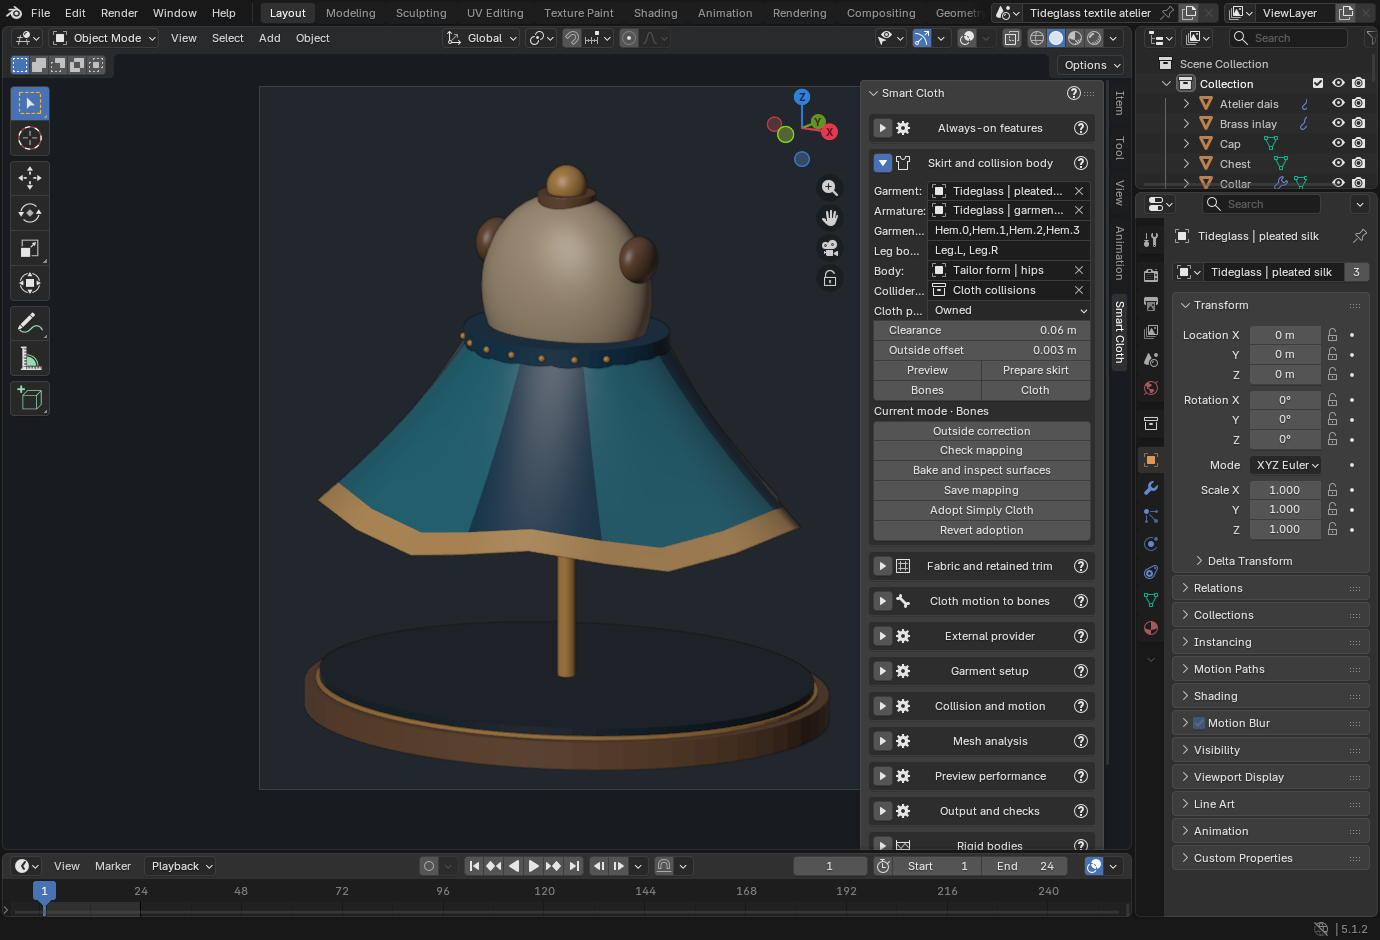 File Edit Render Window Help Layout Modeling Sculpting UV Editing Texture Paint Shading Animation Rendering Compositing Geometr Tideglass textile atelier ViewLayer
Object Mode View Select Add Object Global Search
Options
Smart Cloth
Always-on features
Skirt and collision body
Garment: Tideglass | pleated...
Armature: Tideglass | garmen...
Garmen... Hem.0,Hem.1,Hem.2,Hem.3
Leg bo... Leg.L, Leg.R
Body: Tailor form | hips
Collider... Cloth collisions
Cloth p... Owned
Clearance 0.06 m
Outside offset 0.003 m
Preview Prepare skirt
Bones Cloth
Current mode · Bones
Outside correction
Check mapping
Bake and inspect surfaces
Save mapping
Adopt Simply Cloth
Revert adoption
Fabric and retained trim
Cloth motion to bones
External provider
Garment setup
Collision and motion
Mesh analysis
Preview performance
Output and checks
Rigid bodies
Z
Y
X
Item
Tool
View
Animation
Smart Cloth
Scene Collection
Collection
Atelier dais
Brass inlay
Cap
Chest
Collar
Search
Tideglass | pleated silk
Tideglass | pleated silk 3
Transform
Location X 0 m
Y 0 m
Z 0 m
Rotation X 0°
Y 0°
Z 0°
Mode XYZ Euler
Scale X 1.000
Y 1.000
Z 1.000
Delta Transform
Relations
Collections
Instancing
Motion Paths
Shading
Motion Blur
Visibility
Viewport Display
Line Art
Animation
Custom Properties
View Marker Playback 1 Start 1 End 24
1 24 48 72 96 120 144 168 192 216 240
5.1.2